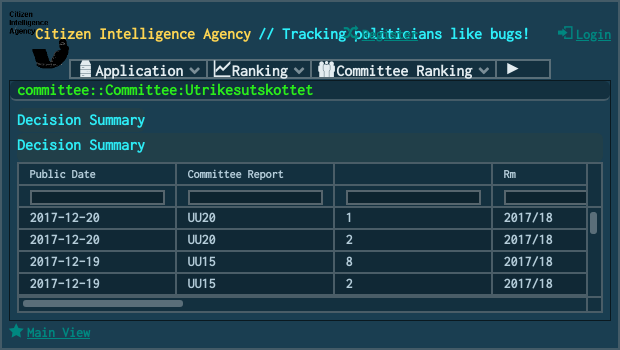 Citizen
Intelligence
Agency
Citizen Intelligence Agency // Tracking politicians like bugs!
Register
Login
Application
Ranking
Committee Ranking
committee::Committee:Utrikesutskottet
Decision Summary
Decision Summary
Public Date Committee Report Rm
2017-12-20 UU20 1 2017/18
2017-12-20 UU20 2 2017/18
2017-12-19 UU15 8 2017/18
2017-12-19 UU15 2 2017/18
Main View